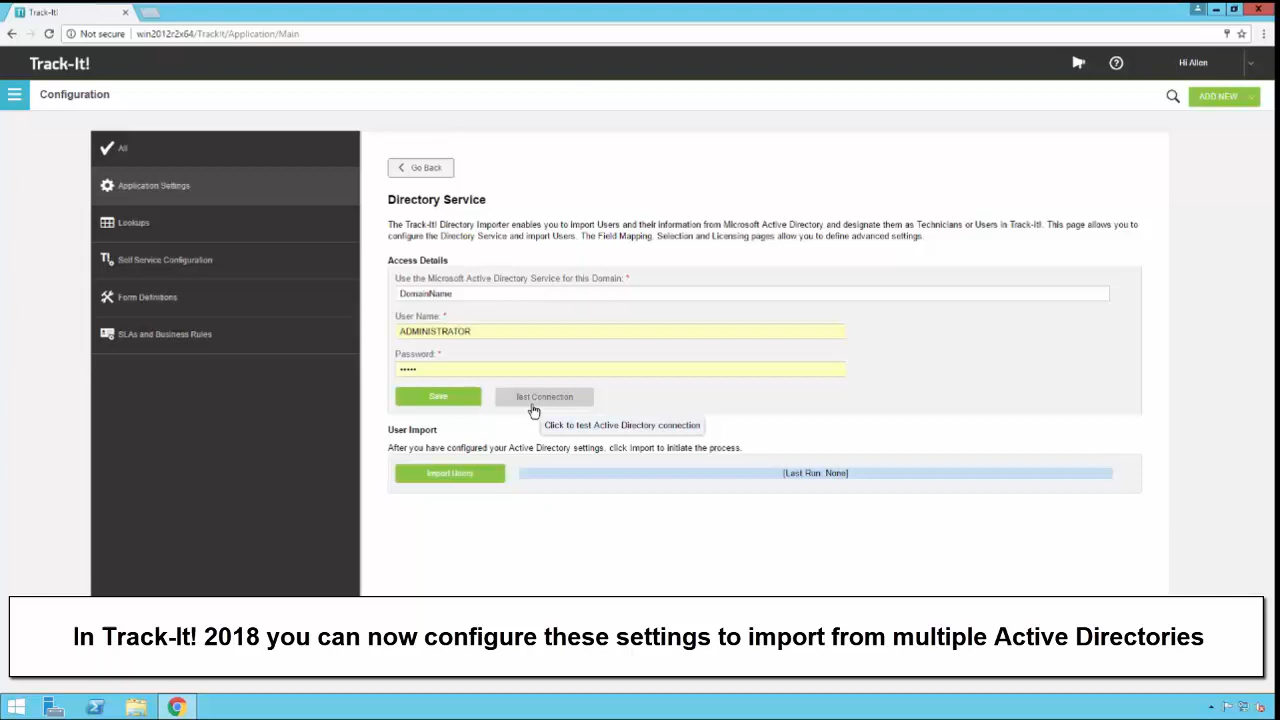 Track-It!
Not secure
win2012r2x64/TrackIt/Application/Main
Track-It!
Hi Allen
Configuration
ADD NEW
All
Application Settings
Lookups
Self Service Configuration
Form Definitions
SLAs and Business Rules
Go Back
Directory Service
The Track-It! Directory Importer enables you to import Users and their information from Microsoft Active Directory and designate them as Technicians or Users in Track-It!. This page allows you to
configure the Directory Service and import Users. The Field Mapping, Selection and Licensing pages allow you to define advanced settings.
Access Details
Use the Microsoft Active Directory Service for this Domain: *
DomainName
User Name: *
ADMINISTRATOR
Password: *
•••••
Save
Test Connection
Click to test Active Directory connection
User Import
After you have configured your Active Directory settings, click Import to initiate the process.
Import Users
[Last Run: None]
In Track-It! 2018 you can now configure these settings to import from multiple Active Directories